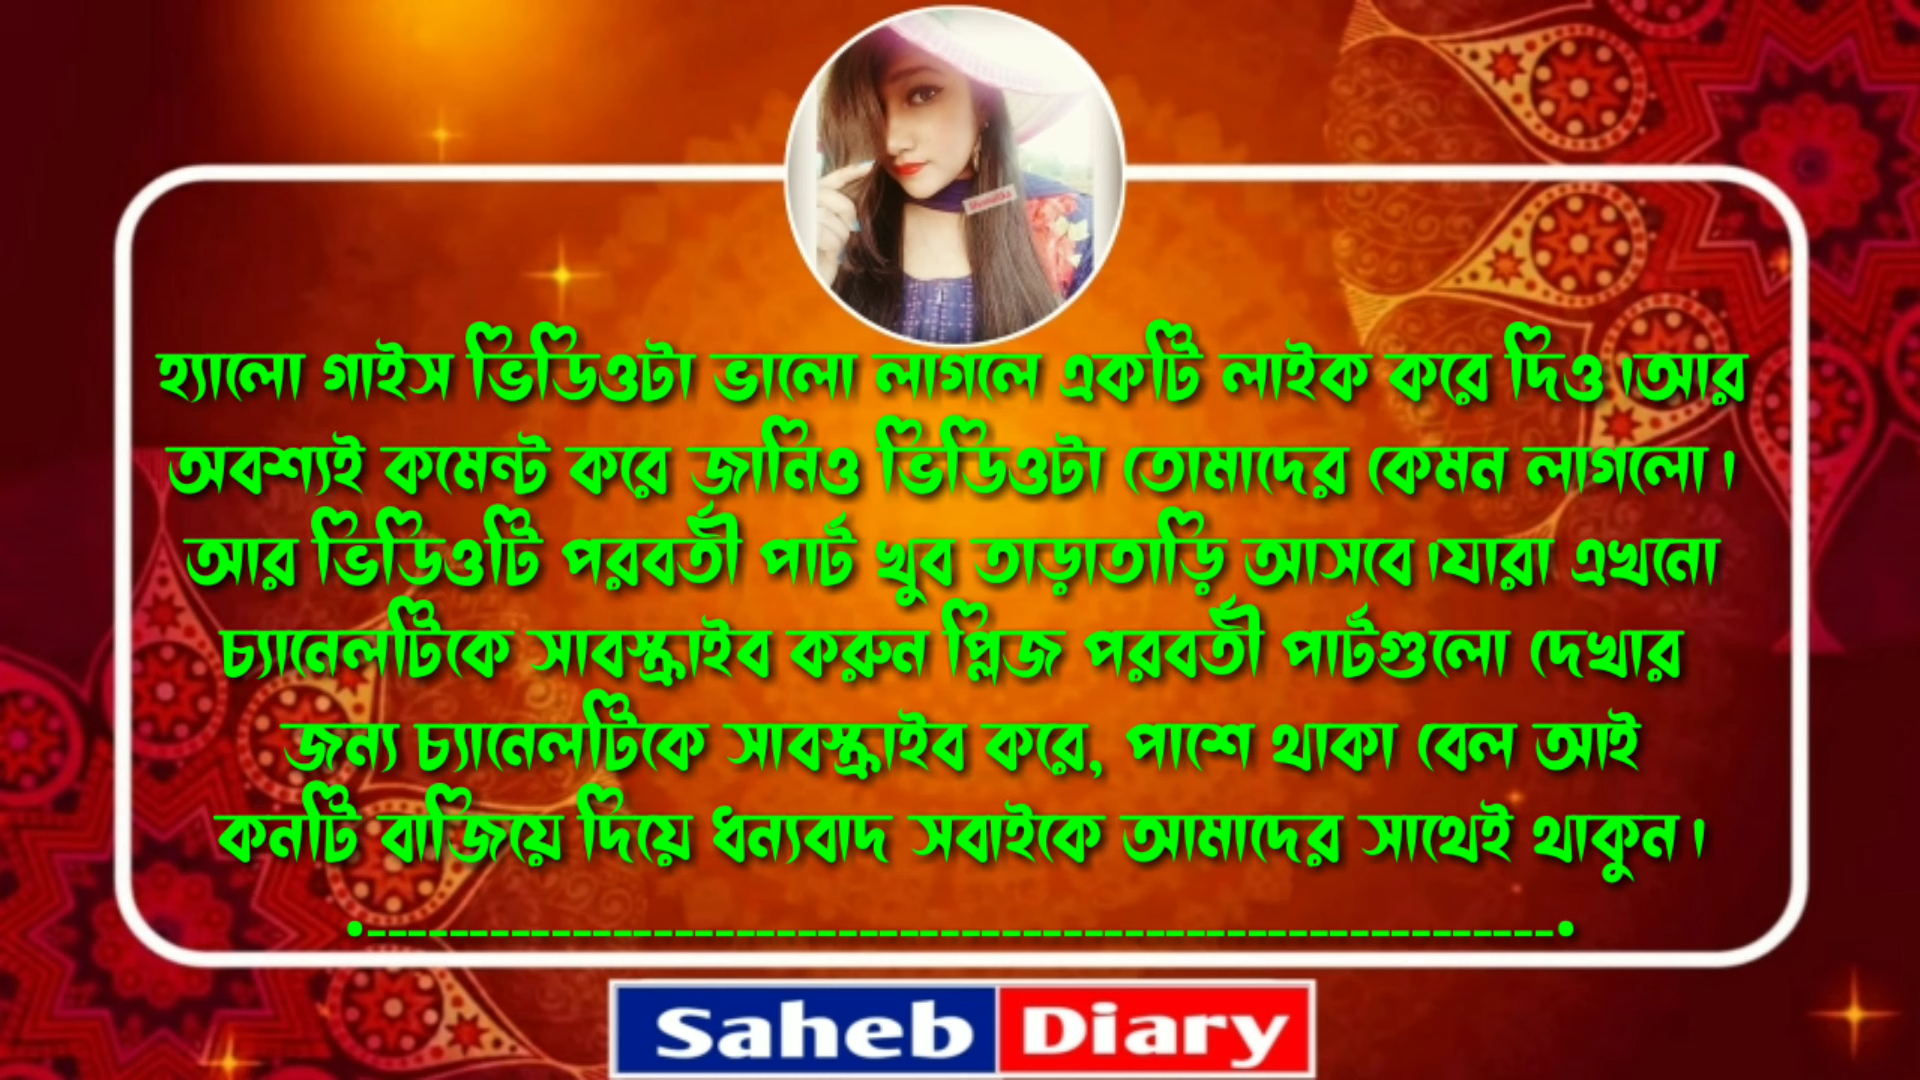 হ্যালো গাইস ভিডিওটা ভালো লাগলে একটি লাইক করে দিও।আর
অবশ্যই কমেন্ট করে জানিও ভিডিওটা তোমাদের কেমন লাগলো।
আর ভিডিওটি পরবর্তী পার্ট খুব তাড়াতাড়ি আসবে।যারা এখনো
চ্যানেলটিকে সাবস্ক্রাইব করুন প্লিজ পরবর্তী পার্টগুলো দেখার
জন্য চ্যানেলটিকে সাবস্ক্রাইব করে, পাশে থাকা বেল আই
কনটি বাজিয়ে দিয়ে ধন্যবাদ সবাইকে আমাদের সাথেই থাকুন।
Saheb Diary